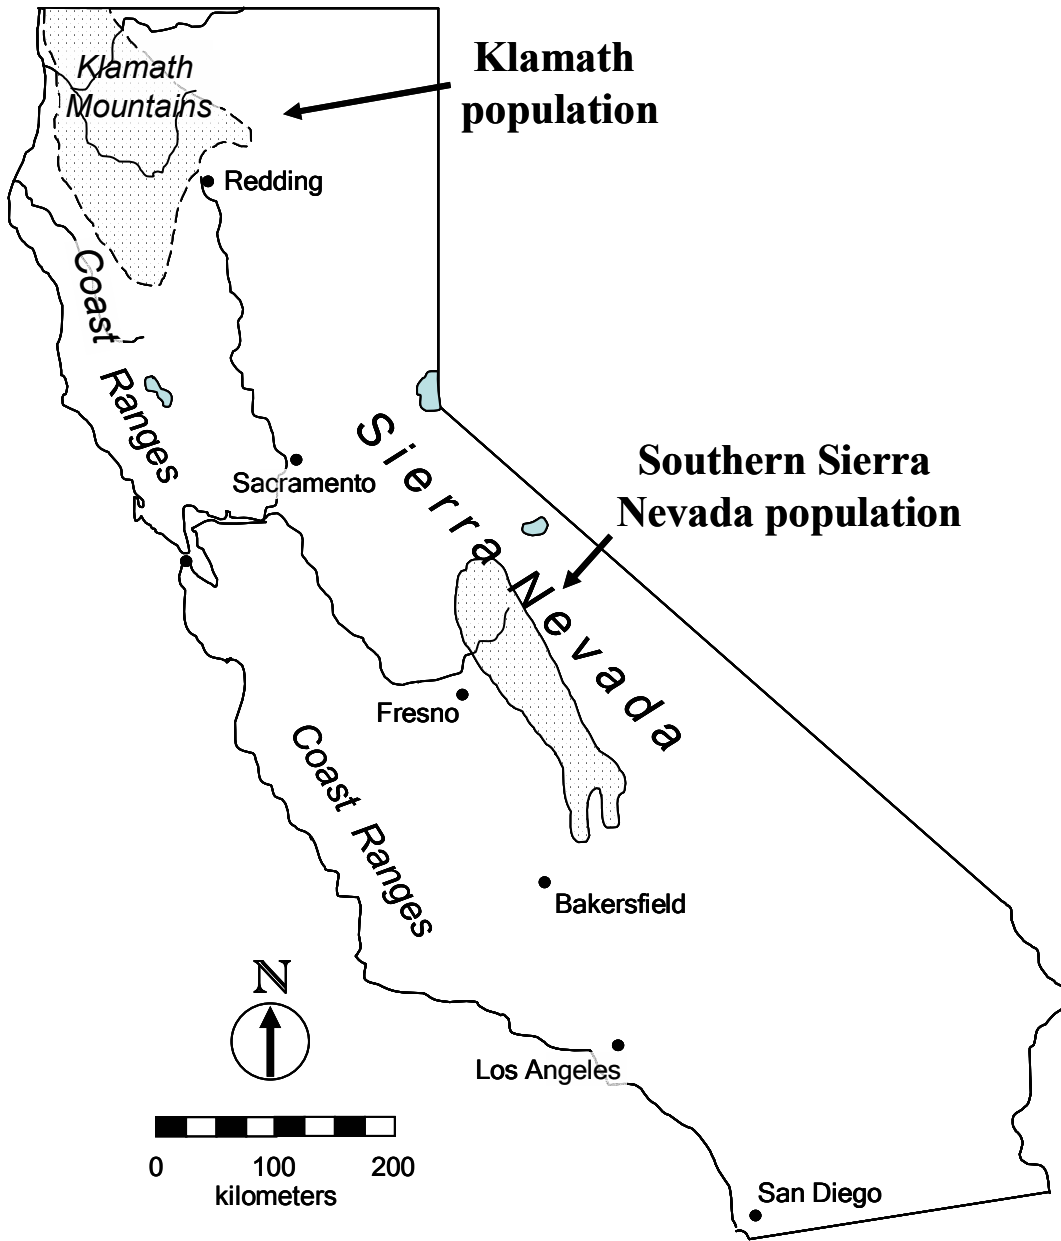 Klamath
Mountains
Klamath
population
Redding
Coast
Ranges
Sierra
Nevada
Southern Sierra
Nevada population
Sacramento
Fresno
Coast Ranges
Bakersfield
N
Los Angeles
0 100 200
kilometers
San Diego